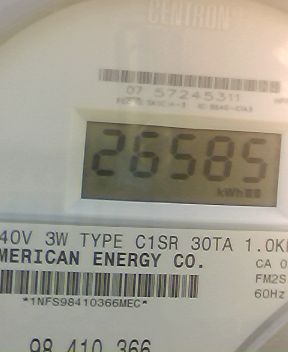 CENTRON
07 57245311
26585
kWh
40V 3W TYPE C1SR 30TA 1.0K
MERICAN ENERGY CO.
CA 0
FM2S
60Hz
*1NFS98410366MEC*
98 410 366